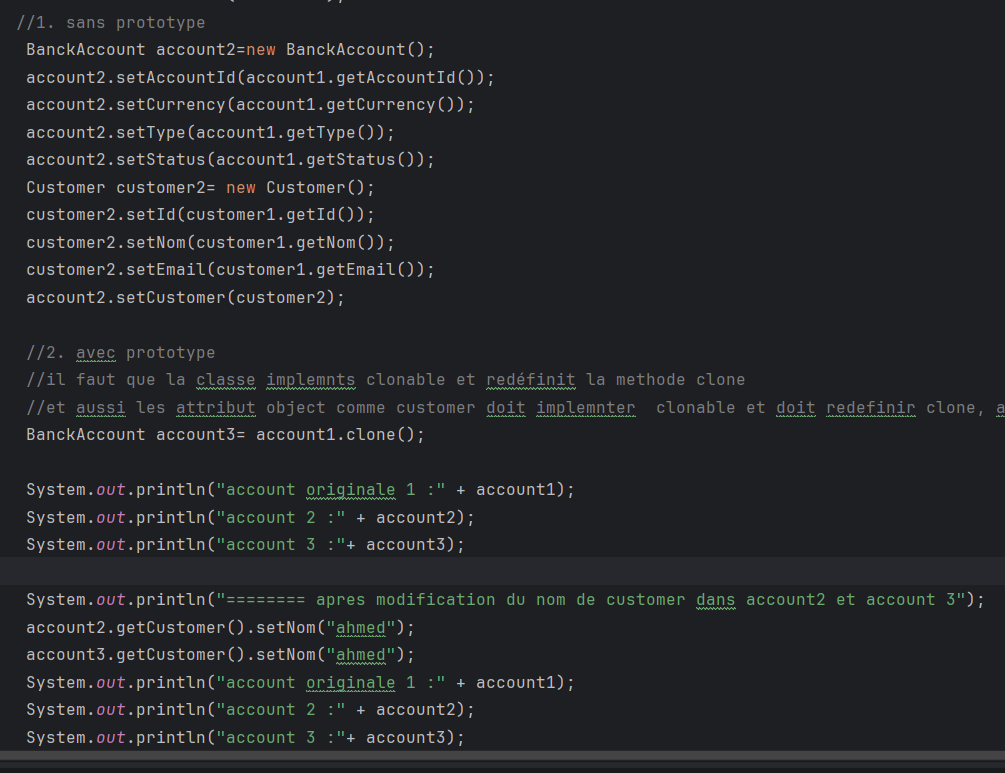 //1. sans prototype
BanckAccount account2=new BanckAccount();
account2.setAccountId(account1.getAccountId());
account2.setCurrency(account1.getCurrency());
account2.setType(account1.getType());
account2.setStatus(account1.getStatus());
Customer customer2= new Customer();
customer2.setId(customer1.getId());
customer2.setNom(customer1.getNom());
customer2.setEmail(customer1.getEmail());
account2.setCustomer(customer2);
//2. avec prototype
//il faut que la classe implemnts clonable et redéfinit la methode clone
//et aussi les attribut object comme customer doit implemnter  clonable et doit redefinir clone,
BanckAccount account3= account1.clone();
System.out.println("account originale 1 :" + account1);
System.out.println("account 2 :" + account2);
System.out.println("account 3 :"+ account3);
System.out.println("======== apres modification du nom de customer dans account2 et account 3");
account2.getCustomer().setNom("ahmed");
account3.getCustomer().setNom("ahmed");
System.out.println("account originale 1 :" + account1);
System.out.println("account 2 :" + account2);
System.out.println("account 3 :"+ account3);